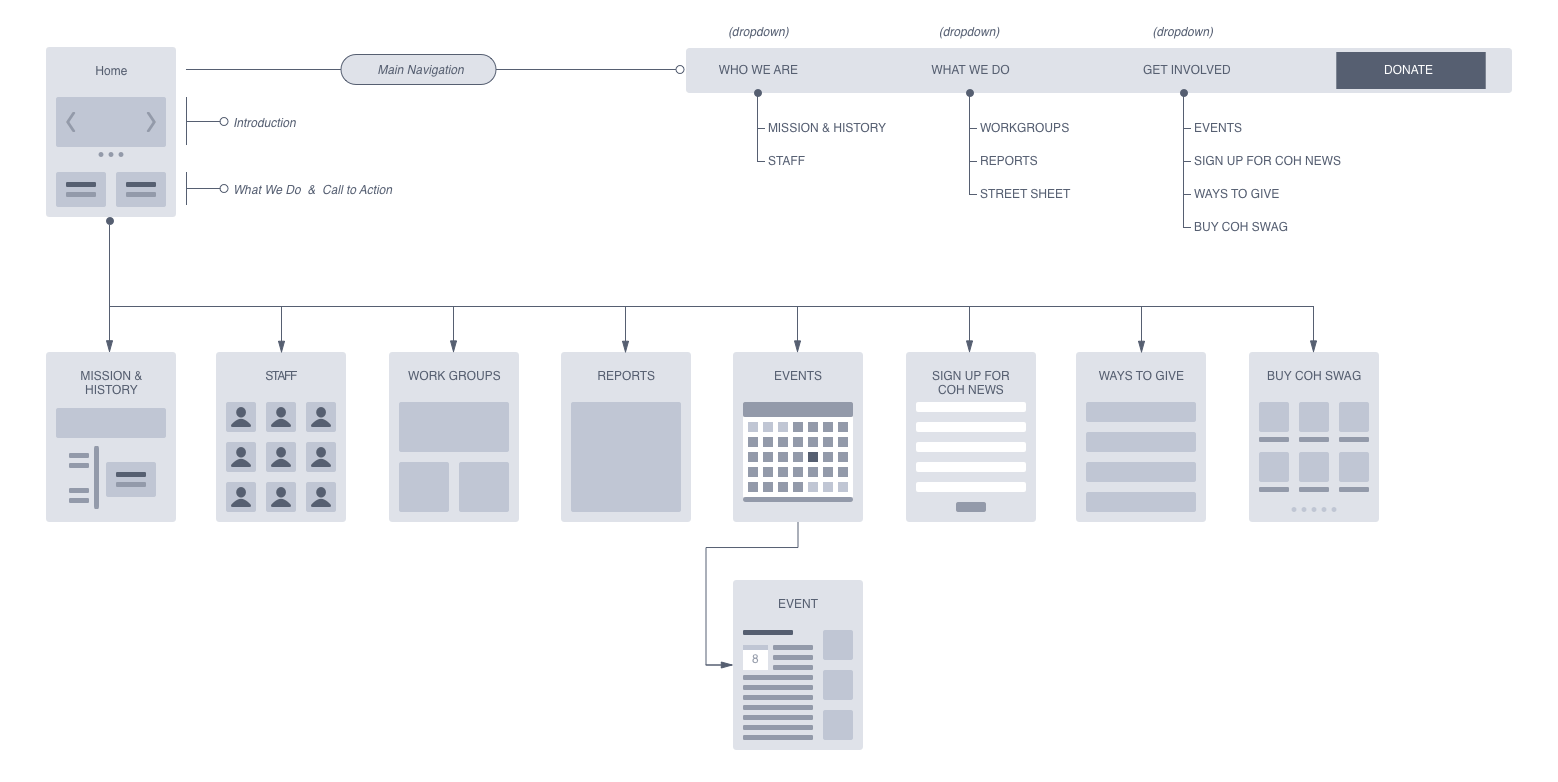 (dropdown)
(dropdown)
(dropdown)
Home
Main Navigation
WHO WE ARE
WHAT WE DO
GET INVOLVED
DONATE
Introduction
MISSION & HISTORY
STAFF
WORKGROUPS
REPORTS
STREET SHEET
EVENTS
SIGN UP FOR COH NEWS
WAYS TO GIVE
BUY COH SWAG
What We Do & Call to Action
MISSION &
HISTORY
STAFF
WORK GROUPS
REPORTS
EVENTS
SIGN UP FOR
COH NEWS
WAYS TO GIVE
BUY COH SWAG
EVENT
8